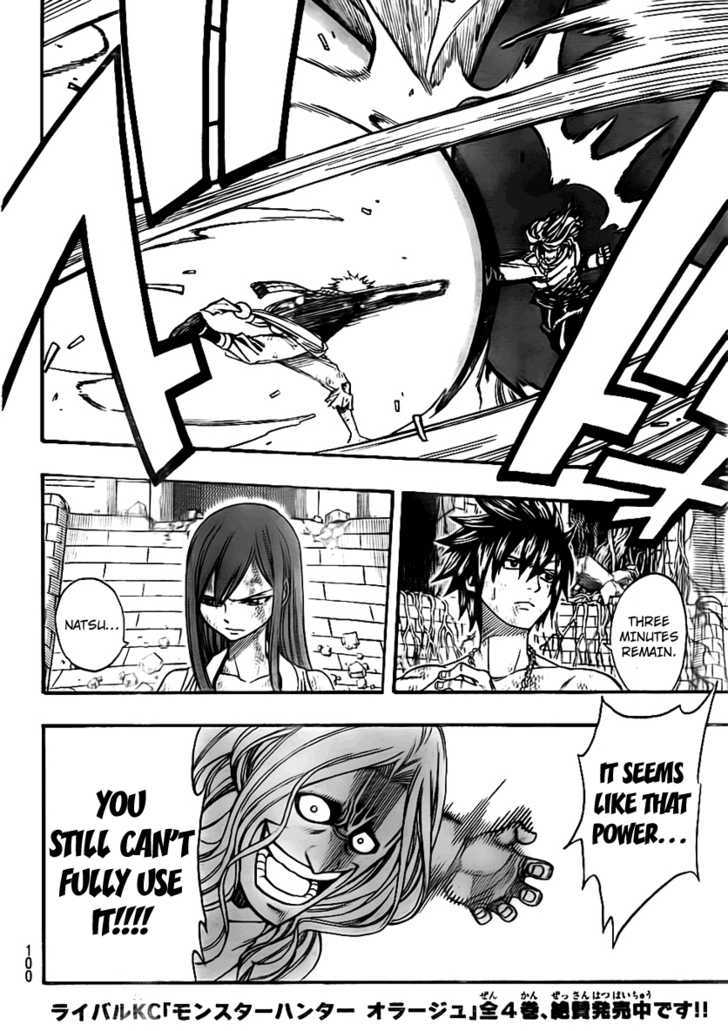 THREE
MINUTES
REMAIN.
NATSU...
IT SEEMS
LIKE THAT
POWER...
YOU
STILL CAN'T
FULLY USE
IT!!!!
100
ライバルKC「モンスターハンター オラージュ」全4巻、絶賛発売中です!!